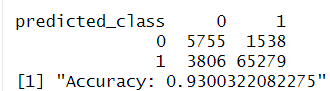 predicted_class 0 1
0 5755 1538
1 3806 65279
[1] "Accuracy: 0.9300322082275"